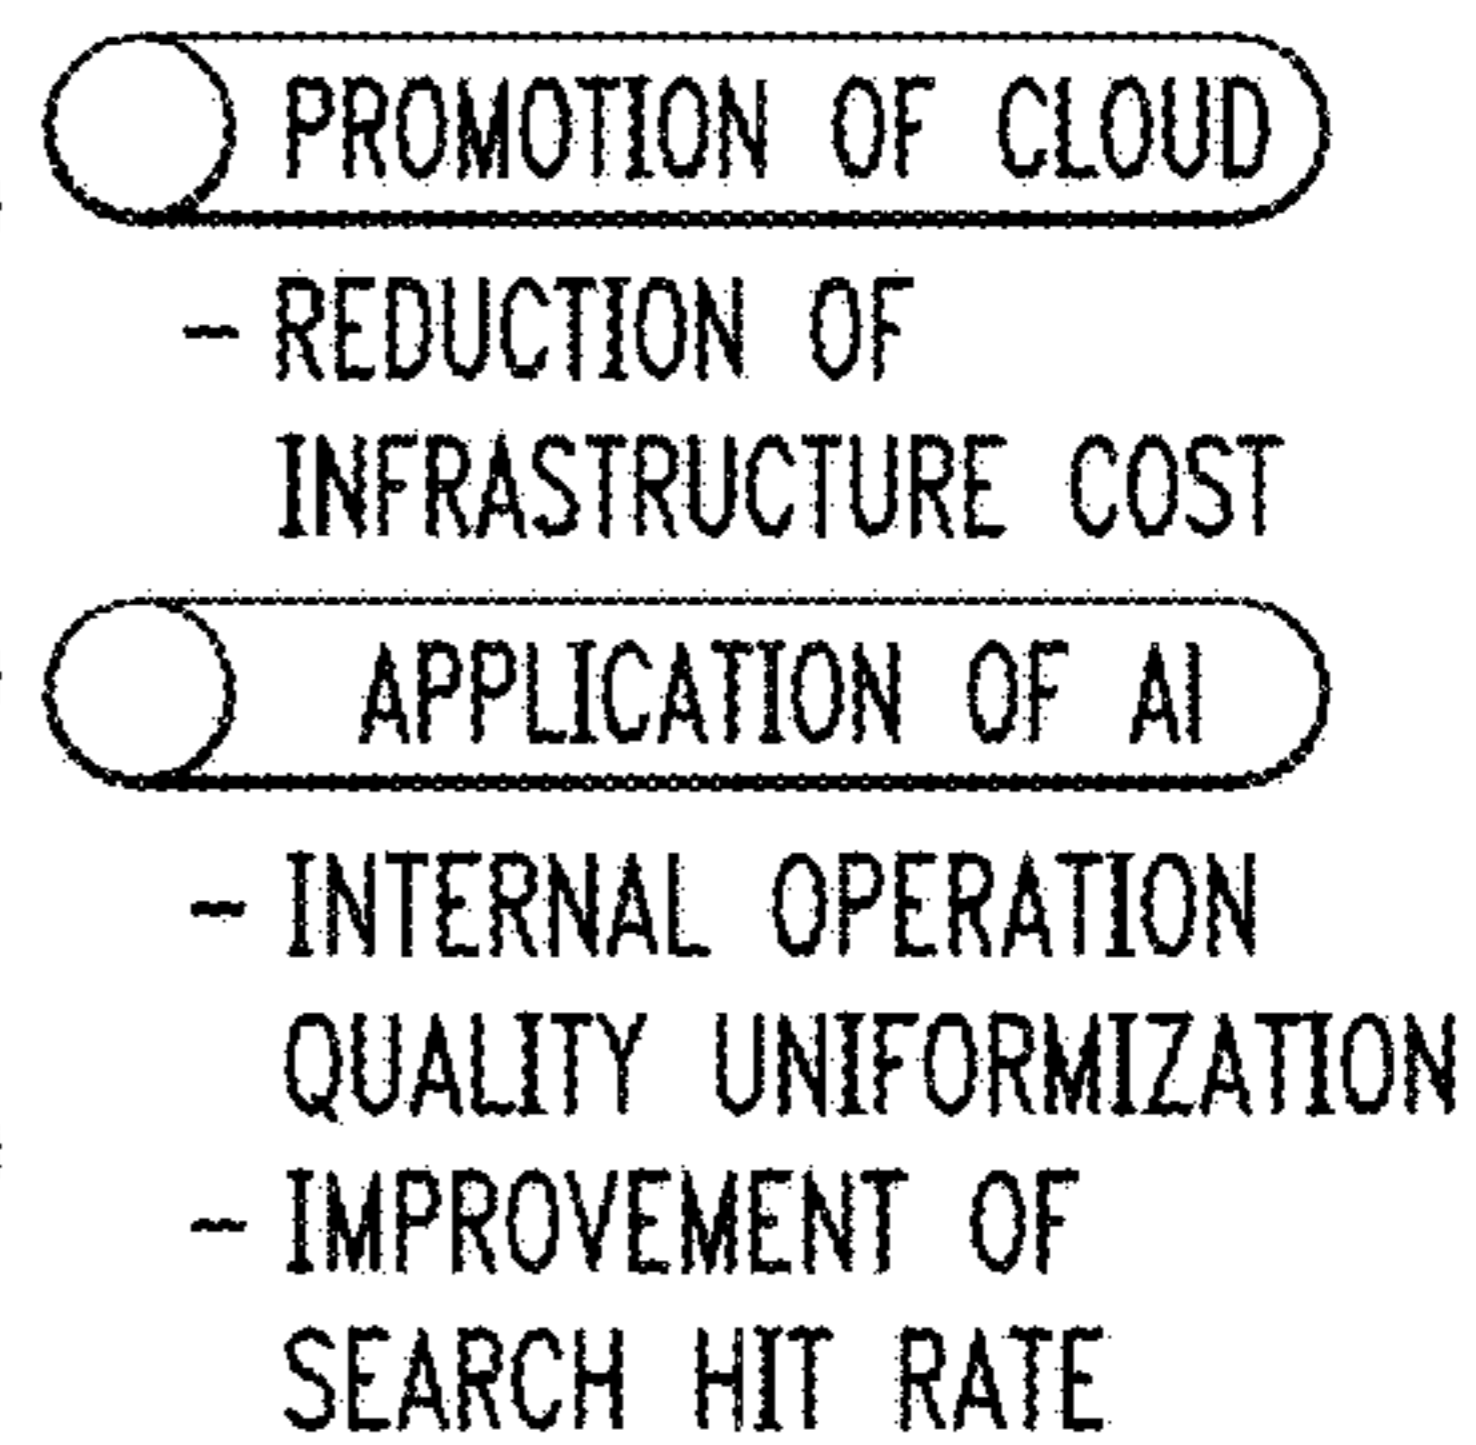 PROMOTION OF CLOUD
- REDUCTION OF
INFRASTRUCTURE COST
APPLICATION OF AI
- INTERNAL OPERATION
QUALITY UNIFORMIZATION
- IMPROVEMENT OF
SEARCH HIT RATE